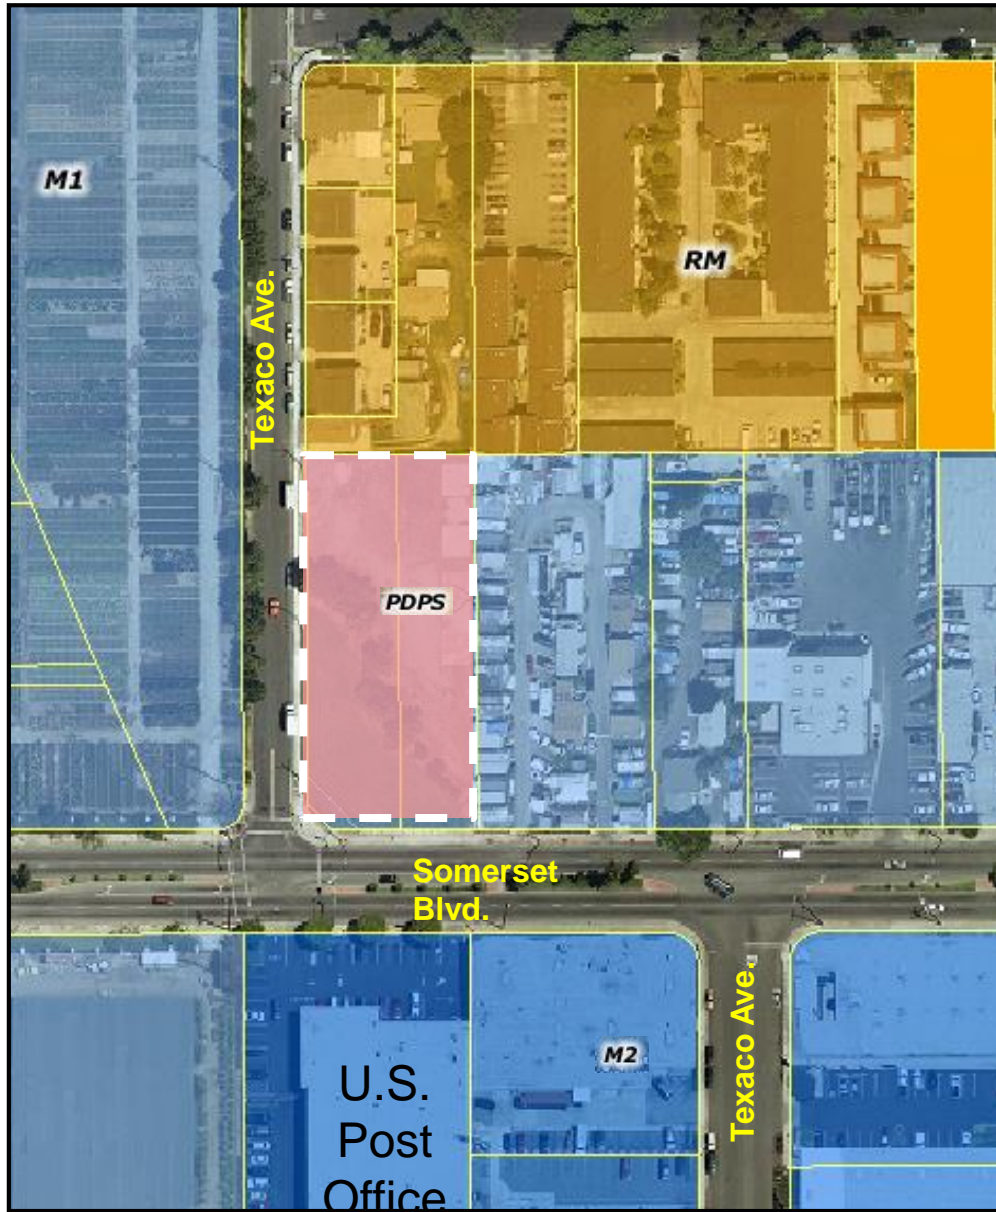 M1
RM
Texaco Ave.
PDPS
Somerset
Blvd.
Texaco Ave.
M2
U.S.
Post
Office